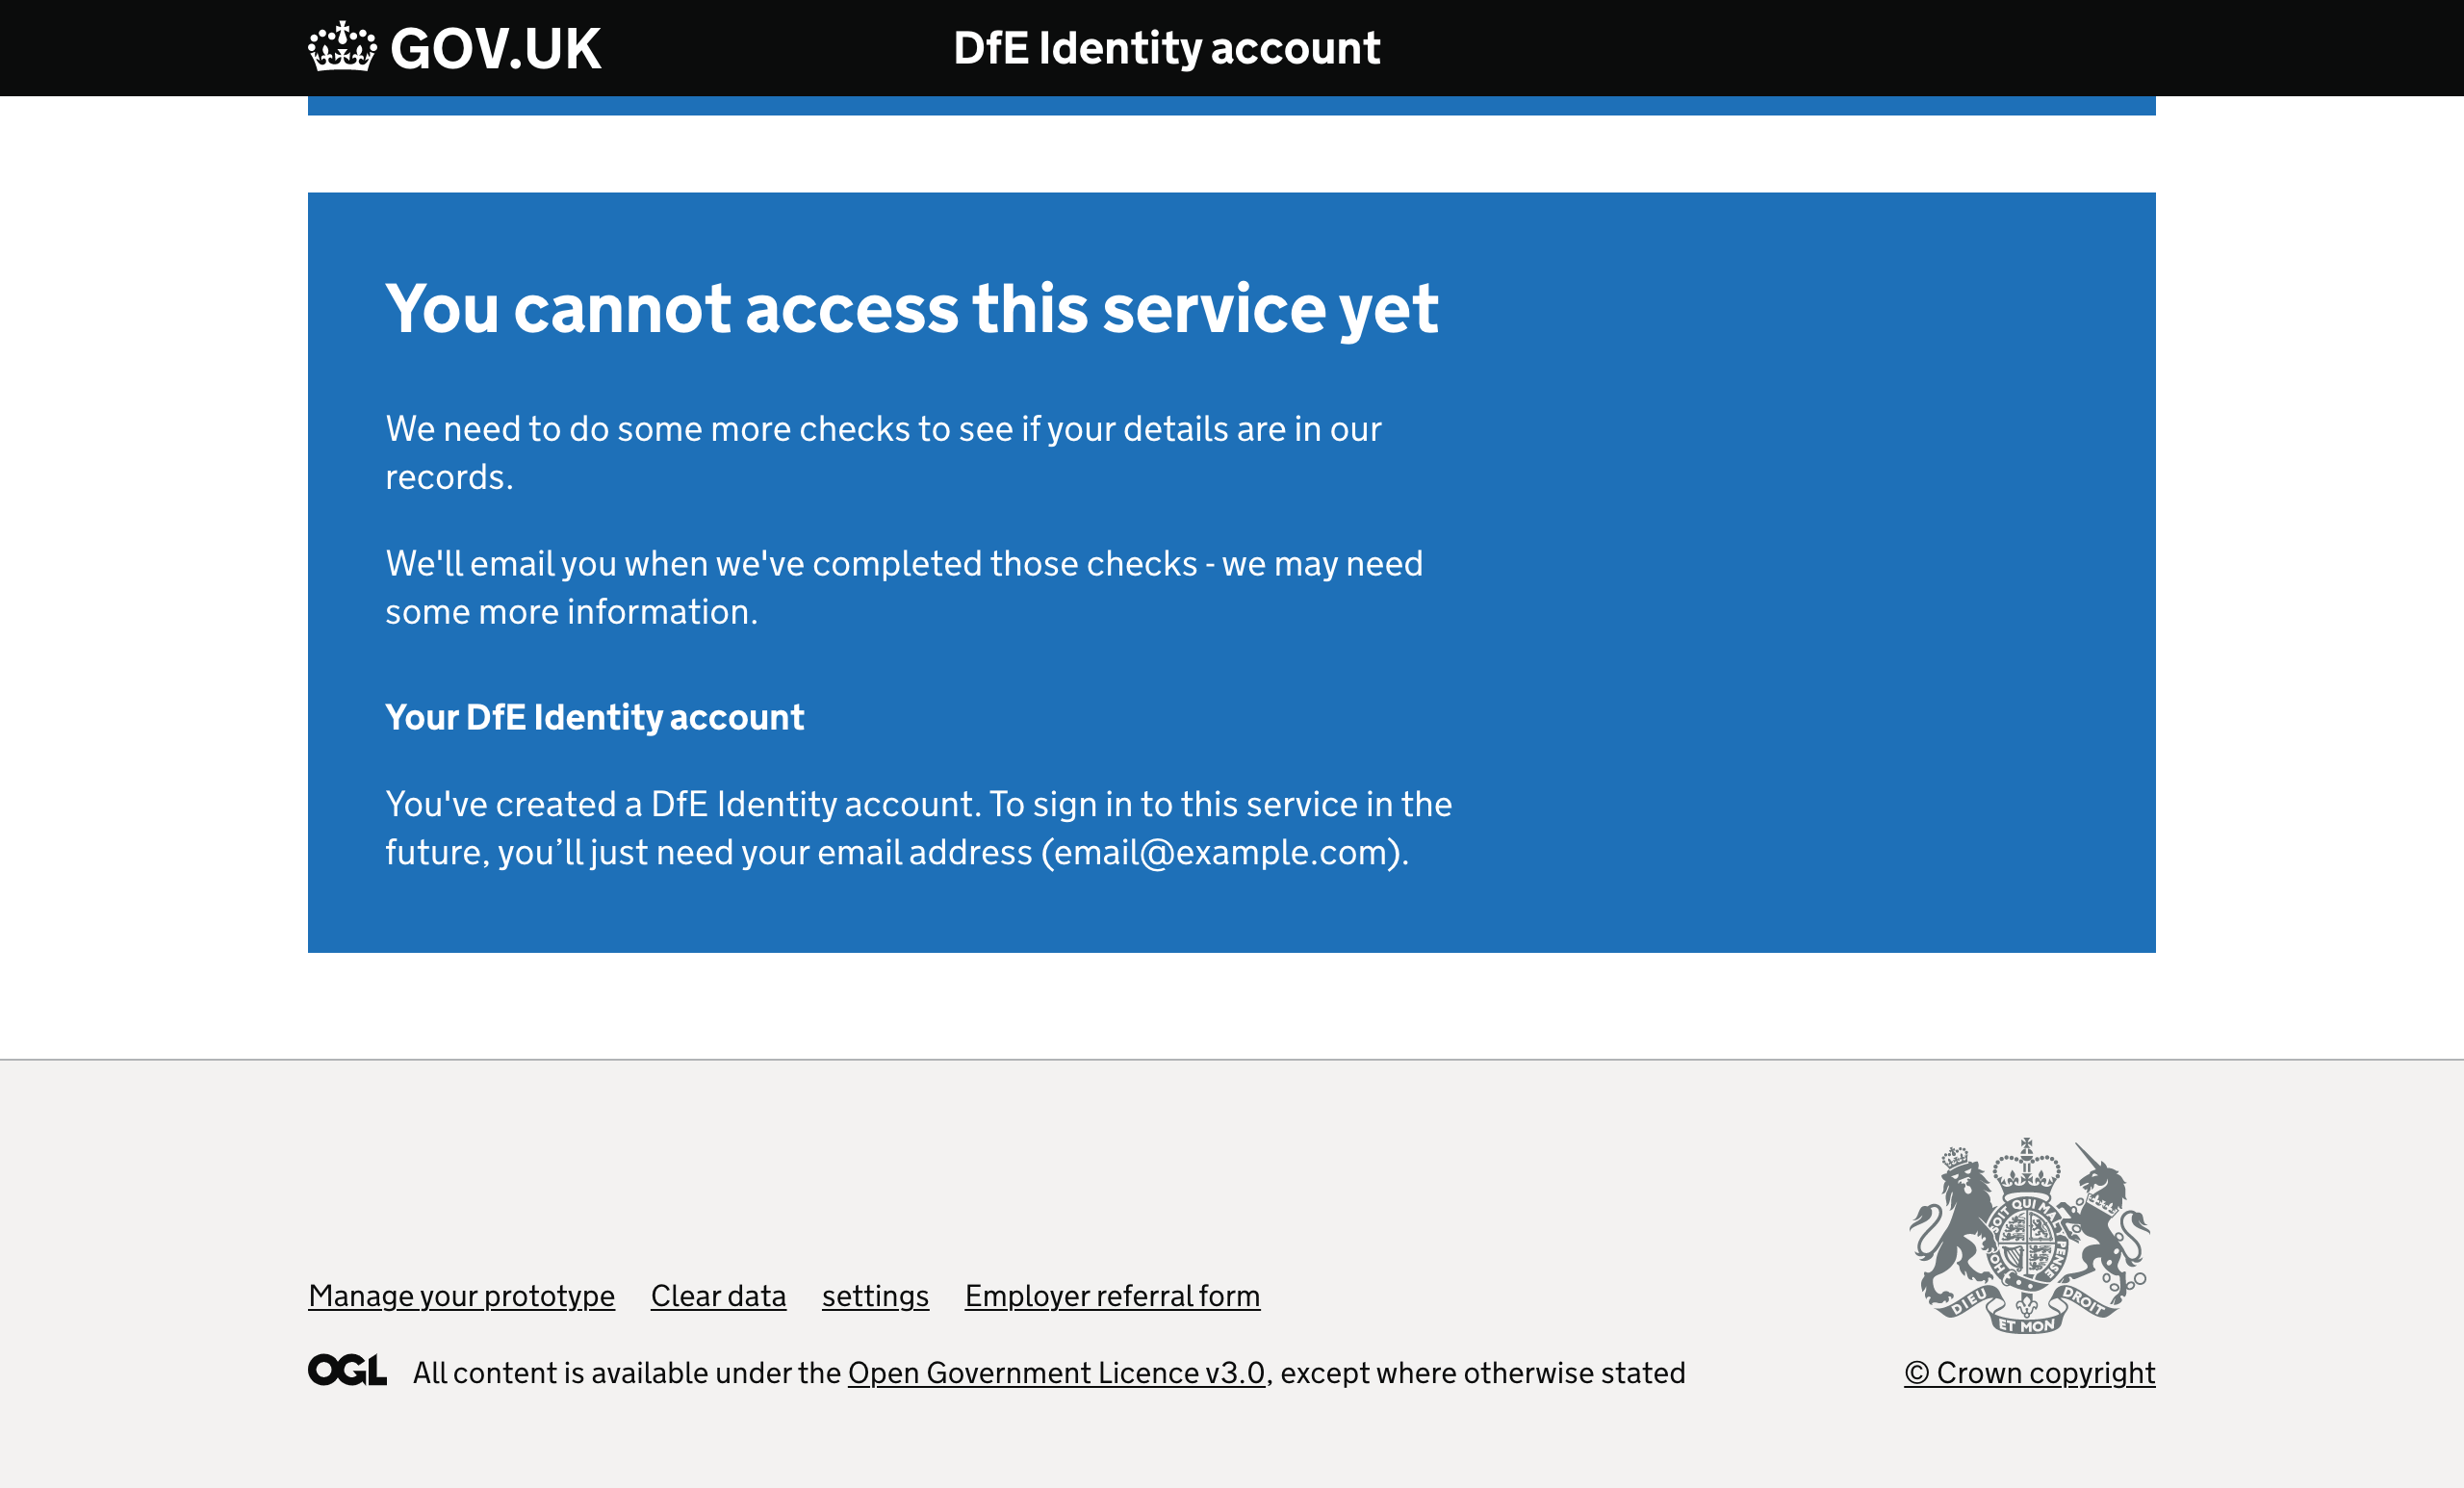 GOV.UK
DfE Identity account
You cannot access this service yet
We need to do some more checks to see if your details are in our
records.
We'll email you when we've completed those checks - we may need
some more information.
Your DfE Identity account
You've created a DfE Identity account. To sign in to this service in the
future, you’ll just need your email address (email@example.com).
Manage your prototype
Clear data
settings
Employer referral form
OGL
All content is available under the Open Government Licence v3.0, except where otherwise stated
SOIT QUI MAL
PENSE
HON
DIEU
ET MON
DROIT
© Crown copyright